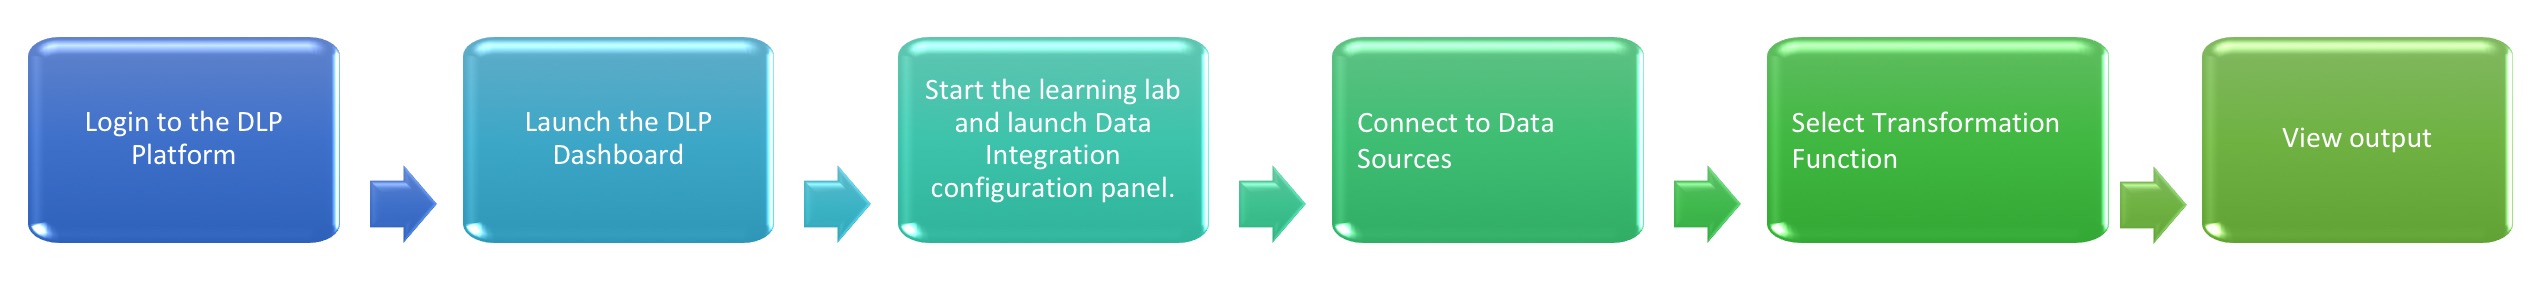 Login to the DLP
Platform
Launch the DLP
Dashboard
Start the learning lab
and launch Data
Integration
configuration panel.
Connect to Data
Sources
Select Transformation
Function
View output